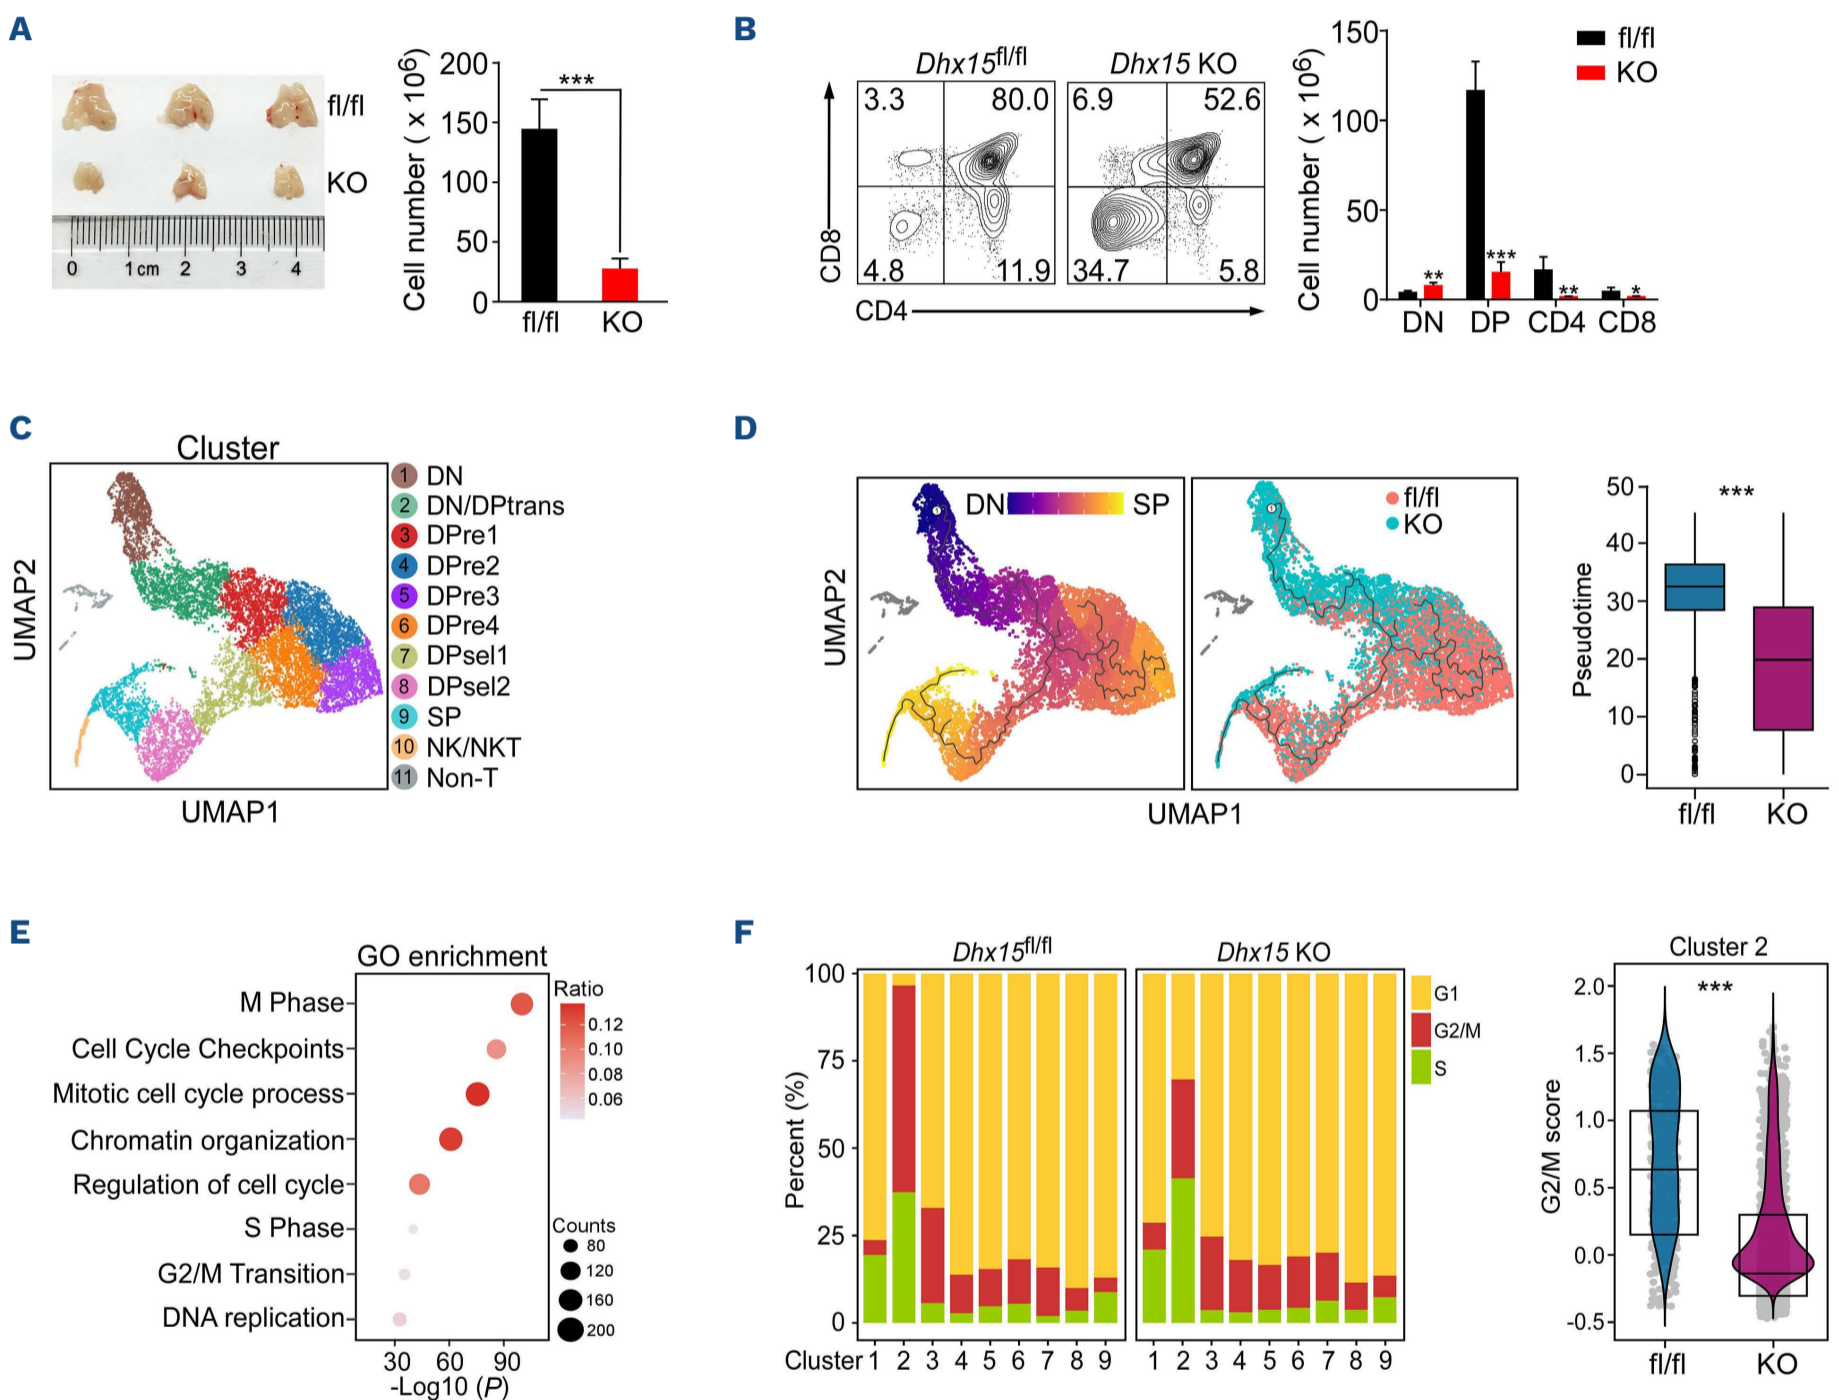 A
fl/fl
KO
0 1 cm 2 3 4
Cell number ( x 10⁶)
200
150
100
50
0
***
fl/fl KO
B
Dhx15fl/fl
3.3 80.0
4.8 11.9
Dhx15 KO
6.9 52.6
34.7 5.8
CD8
CD4
Cell number ( x 10⁶)
150
100
50
0
fl/fl
KO
** *** ** *
DN DP CD4 CD8
C
Cluster
UMAP2
UMAP1
1 DN
2 DN/DPtrans
3 DPre1
4 DPre2
5 DPre3
6 DPre4
7 DPsel1
8 DPsel2
9 SP
10 NK/NKT
11 Non-T
D
UMAP2
DN SP
1
fl/fl
KO
1
UMAP1
Pseudotime
50
40
30
20
10
0
***
fl/fl KO
E
GO enrichment
M Phase
Cell Cycle Checkpoints
Mitotic cell cycle process
Chromatin organization
Regulation of cell cycle
S Phase
G2/M Transition
DNA replication
30 60 90
-Log10 (P)
Ratio
0.12
0.10
0.08
0.06
Counts
80
120
160
200
F
Dhx15fl/fl
Dhx15 KO
Percent (%)
100
75
50
25
0
Cluster 1 2 3 4 5 6 7 8 9
1 2 3 4 5 6 7 8 9
G1
G2/M
S
Cluster 2
***
G2/M score
2.0
1.5
1.0
0.5
0.0
-0.5
fl/fl KO